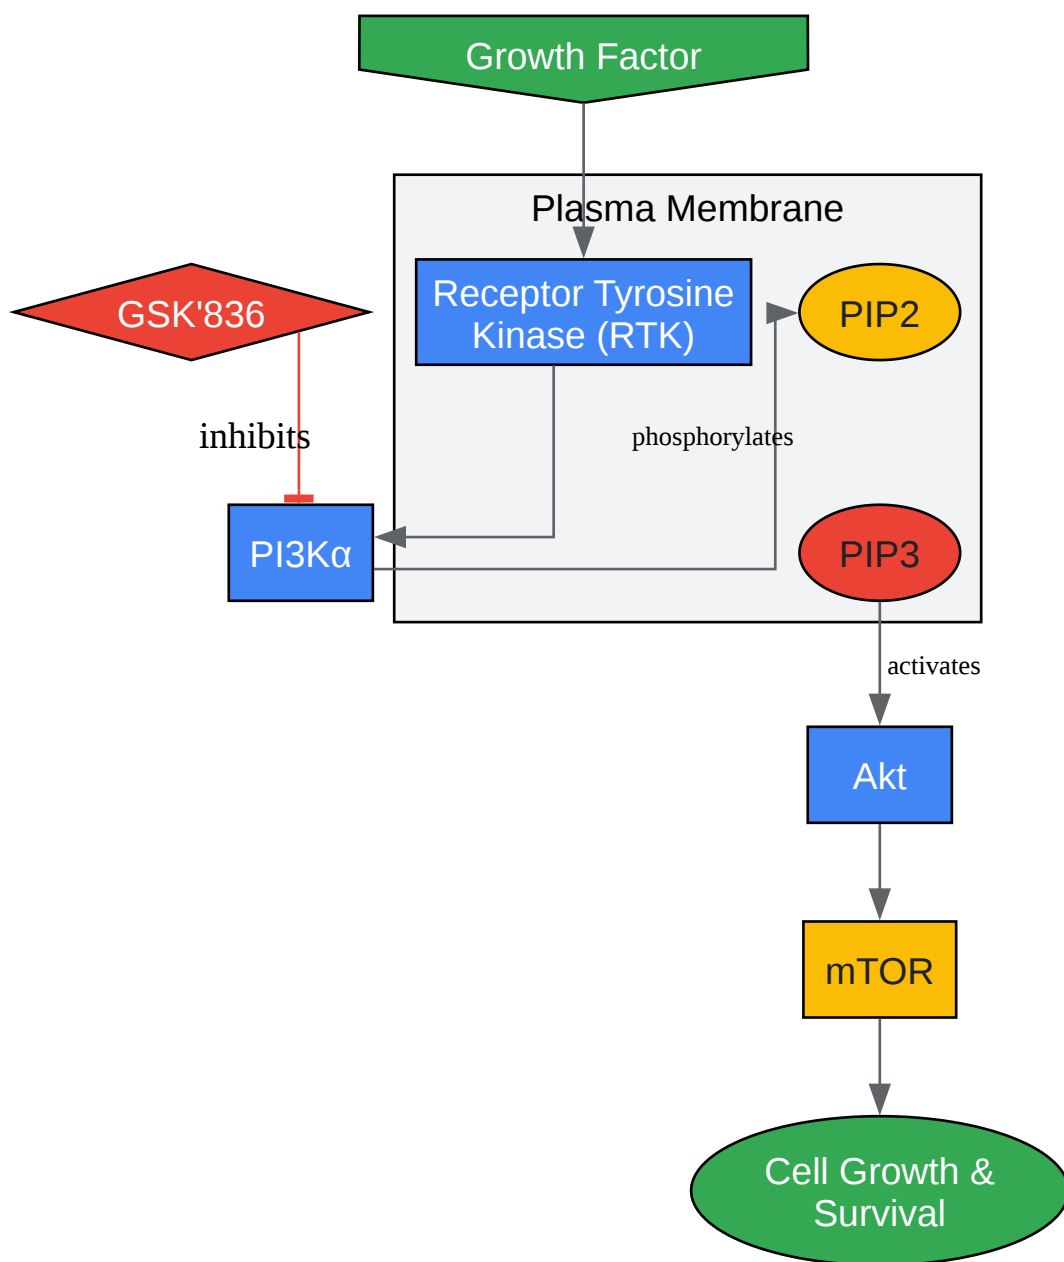 Growth Factor
Plasma Membrane
Receptor Tyrosine
Kinase (RTK)
GSK'836
PIP2
inhibits
phosphorylates
PI3Kα
PIP3
activates
Akt
mTOR
Cell Growth &
Survival